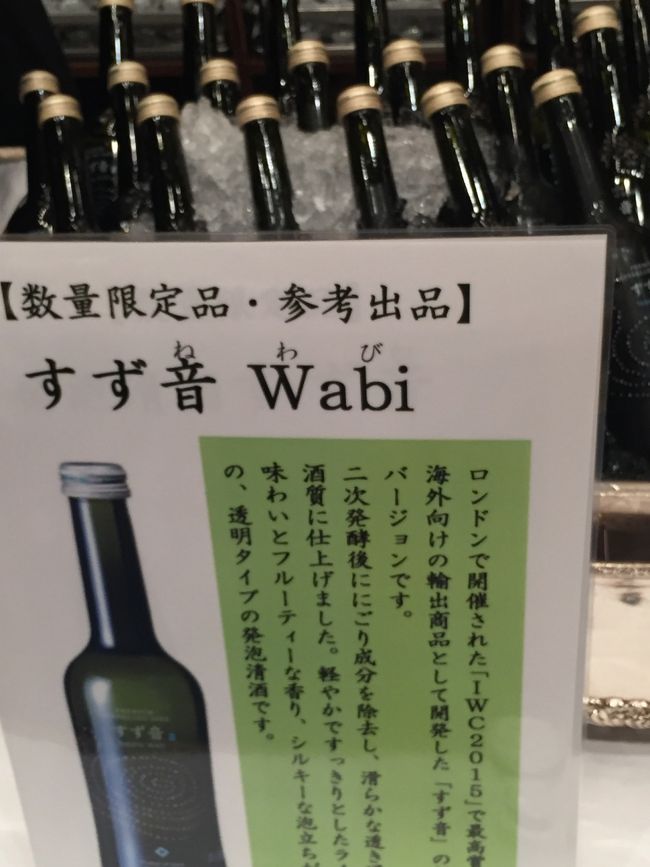 【数量限定品・参考出品】
ね わ び
すず音 Wabi
ロンドンで開催された「IWC2015」で最高賞
海外向けの輸出商品として開発した「すず音」の
バージョンです。
二次発酵後ににごり成分を除去し、滑らかな透き
酒質に仕上げました。軽やかですっきりとした
味わいとフルーティーな香り、シルキーな泡立ち
の、透明タイプの発泡清酒です。
すず音